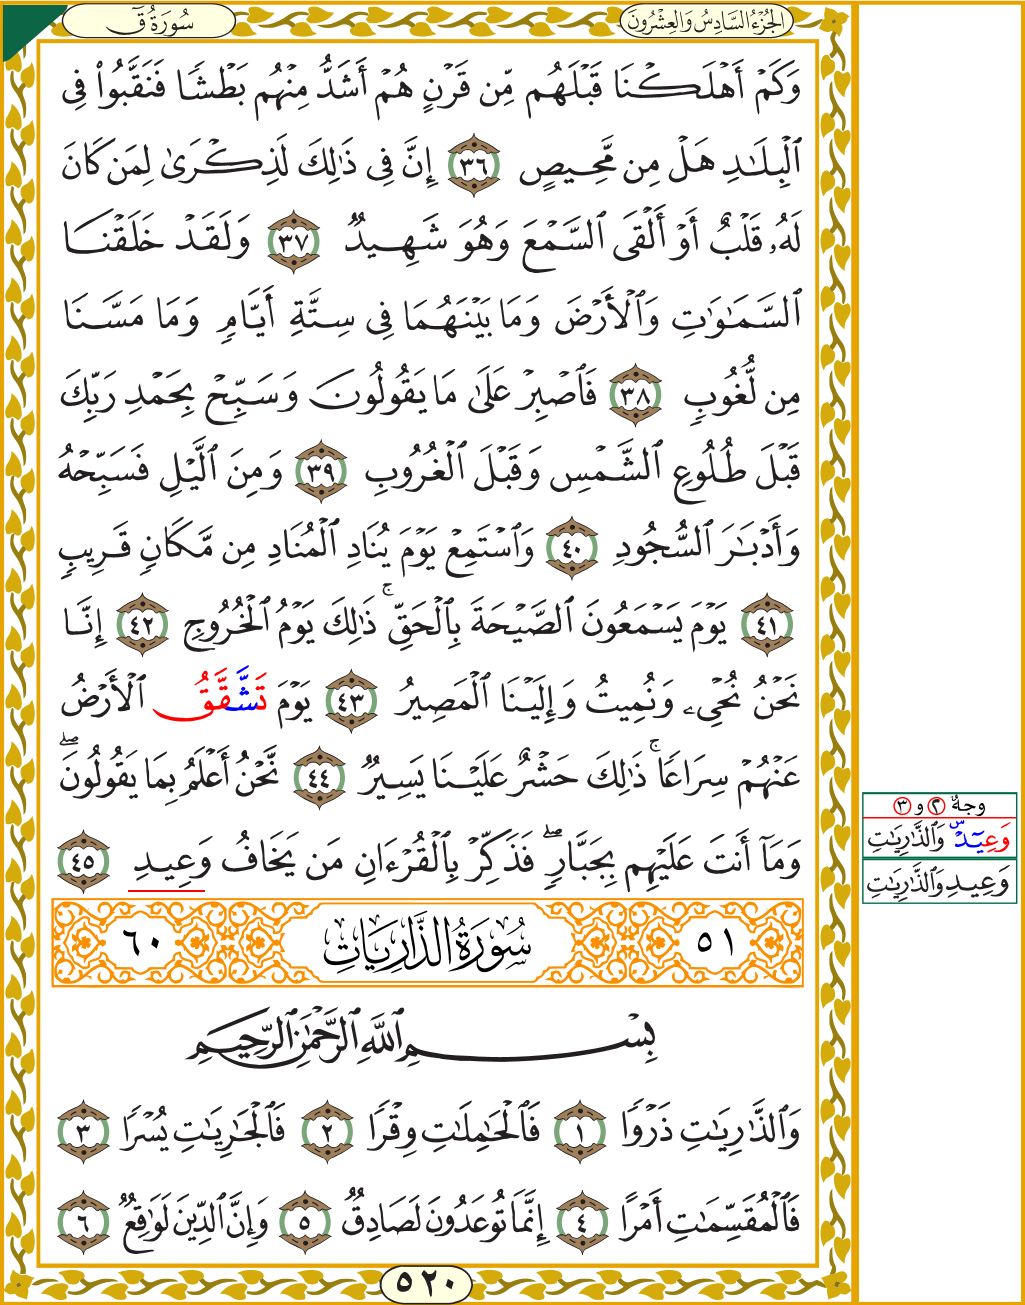 سُورَةُ قٓ
الجُزْءُ السَّادِسُ وَالعِشْرُونَ
وَكَمْ أَهْلَكْنَا قَبْلَهُم مِّن قَرْنٍ هُمْ أَشَدُّ مِنْهُم بَطْشًا فَنَقَّبُوا۟ فِى
ٱلْبِلَـٰدِ هَلْ مِن مَّحِيصٍ ٣٦ إِنَّ فِى ذَٰلِكَ لَذِكْرَىٰ لِمَن كَانَ
لَهُۥ قَلْبٌ أَوْ أَلْقَى ٱلسَّمْعَ وَهُوَ شَهِيدٌ ٣٧ وَلَقَدْ خَلَقْنَا
ٱلسَّمَـٰوَٰتِ وَٱلْأَرْضَ وَمَا بَيْنَهُمَا فِى سِتَّةِ أَيَّامٍ وَمَا مَسَّنَا
مِن لُّغُوبٍ ٣٨ فَٱصْبِرْ عَلَىٰ مَا يَقُولُونَ وَسَبِّحْ بِحَمْدِ رَبِّكَ
قَبْلَ طُلُوعِ ٱلشَّمْسِ وَقَبْلَ ٱلْغُرُوبِ ٣٩ وَمِنَ ٱلَّيْلِ فَسَبِّحْهُ
وَأَدْبَـٰرَ ٱلسُّجُودِ ٤٠ وَٱسْتَمِعْ يَوْمَ يُنَادِ ٱلْمُنَادِ مِن مَّكَانٍ قَرِيبٍ
٤١ يَوْمَ يَسْمَعُونَ ٱلصَّيْحَةَ بِٱلْحَقِّ ۚ ذَٰلِكَ يَوْمُ ٱلْخُرُوجِ ٤٢ إِنَّا
نَحْنُ نُحْىِۦ وَنُمِيتُ وَإِلَيْنَا ٱلْمَصِيرُ ٤٣ يَوْمَ تَشَّقَّقُ ٱلْأَرْضُ
عَنْهُمْ سِرَاعًا ۚ ذَٰلِكَ حَشْرٌ عَلَيْنَا يَسِيرٌ ٤٤ نَّحْنُ أَعْلَمُ بِمَا يَقُولُونَ ۖ
وَمَآ أَنتَ عَلَيْهِم بِجَبَّارٍ ۖ فَذَكِّرْ بِٱلْقُرْءَانِ مَن يَخَافُ وَعِيدِ ٤٥
٥١ سُورَةُ الذَّارِيَاتِ ٦٠
بِسْمِ ٱللَّهِ ٱلرَّحْمَـٰنِ ٱلرَّحِيمِ
وَٱلذَّٰرِيَـٰتِ ذَرْوًا ١ فَٱلْحَـٰمِلَـٰتِ وِقْرًا ٢ فَٱلْجَـٰرِيَـٰتِ يُسْرًا ٣
فَٱلْمُقَسِّمَـٰتِ أَمْرًا ٤ إِنَّمَا تُوعَدُونَ لَصَادِقٌ ٥ وَإِنَّ ٱلدِّينَ لَوَٰقِعٌ ٦
٥٢٠
وجهُ ٢ و ٣
وَعِيدِۜ وَٱلذَّٰرِيَـٰتِ
وَعِيدِ وَٱلذَّٰرِيَـٰتِ